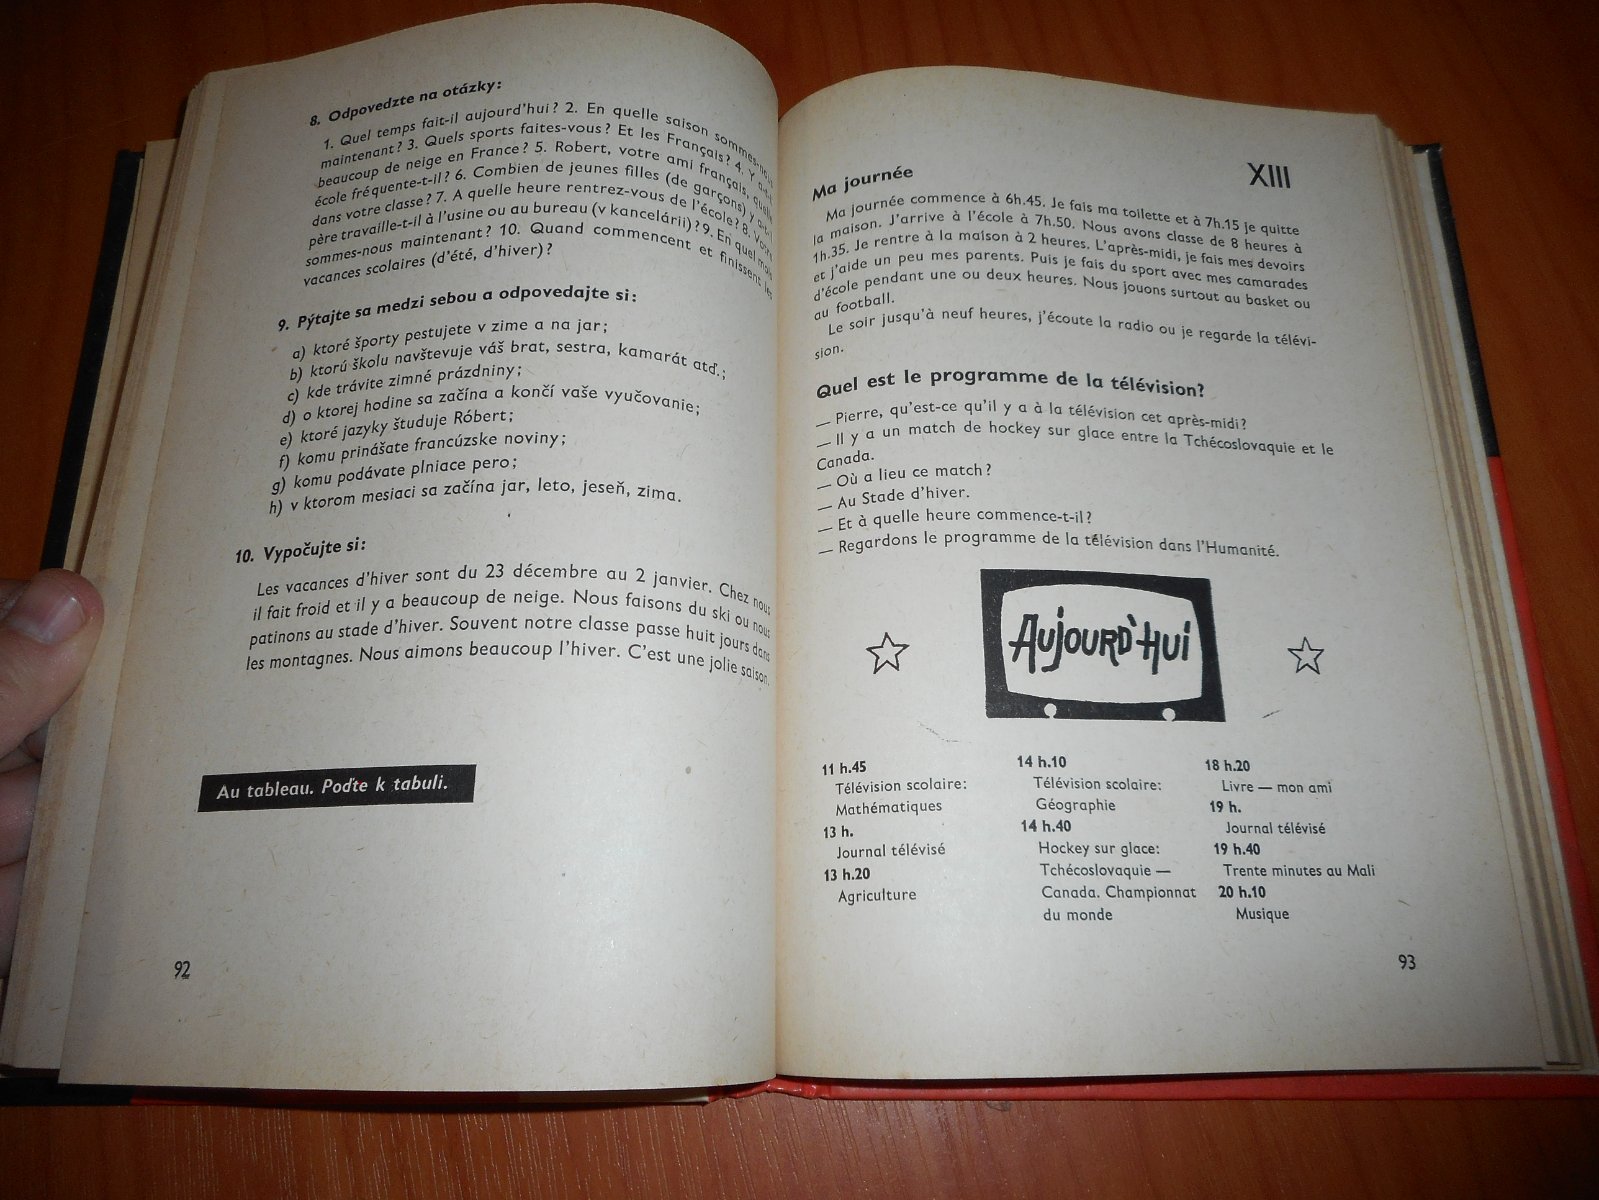 8. Odpovedzte na otázky:
1. Quel temps fait-il aujourd'hui? 2. En quelle saison sommes-nous
maintenant? 3. Quels sports faites-vous? Et les Français? 4. Y a-t-il
beaucoup de neige en France? 5. Robert, votre ami français, quelle
école fréquente-t-il? 6. Combien de jeunes filles (de garçons) y a-t-il
dans votre classe? 7. A quelle heure rentrez-vous de l'école? 8. Votre
père travaille-t-il à l'usine ou au bureau (v kancelárii)? 9. En quel mois
sommes-nous maintenant? 10. Quand commencent et finissent les
vacances scolaires (d'été, d'hiver)?
9. Pýtajte sa medzi sebou a odpovedajte si:
a) ktoré športy pestujete v zime a na jar;
b) ktorú školu navštevuje váš brat, sestra, kamarát atď.;
c) kde trávite zimné prázdniny;
d) o ktorej hodine sa začína a končí vaše vyučovanie;
e) ktoré jazyky študuje Róbert;
f) komu prinášate francúzske noviny;
g) komu podávate plniace pero;
h) v ktorom mesiaci sa začína jar, leto, jeseň, zima.
10. Vypočujte si:
Les vacances d'hiver sont du 23 décembre au 2 janvier. Chez nous
il fait froid et il y a beaucoup de neige. Nous faisons du ski ou nous
patinons au stade d'hiver. Souvent notre classe passe huit jours dans
les montagnes. Nous aimons beaucoup l'hiver. C'est une jolie saison.
Au tableau. Poďte k tabuli.
92
XIII
Ma journée
Ma journée commence à 6h.45. Je fais ma toilette et à 7h.15 je quitte
la maison. J'arrive à l'école à 7h.50. Nous avons classe de 8 heures à
1h.35. Je rentre à la maison à 2 heures. L'après-midi, je fais mes devoirs
et j'aide un peu mes parents. Puis je fais du sport avec mes camarades
d'école pendant une ou deux heures. Nous jouons surtout au basket ou
au football.
Le soir jusqu'à neuf heures, j'écoute la radio ou je regarde la télévi-
sion.
Quel est le programme de la télévision?
— Pierre, qu'est-ce qu'il y a à la télévision cet après-midi?
— Il y a un match de hockey sur glace entre la Tchécoslovaquie et le
Canada.
— Où a lieu ce match?
— Au Stade d'hiver.
— Et à quelle heure commence-t-il?
— Regardons le programme de la télévision dans l'Humanité.
Aujourd'hui
11 h.45
Télévision scolaire:
Mathématiques
13 h.
Journal télévisé
13 h.20
Agriculture
14 h.10
Télévision scolaire:
Géographie
14 h.40
Hockey sur glace:
Tchécoslovaquie —
Canada. Championnat
du monde
18 h.20
Livre — mon ami
19 h.
Journal télévisé
19 h.40
Trente minutes au Mali
20 h.10
Musique
93